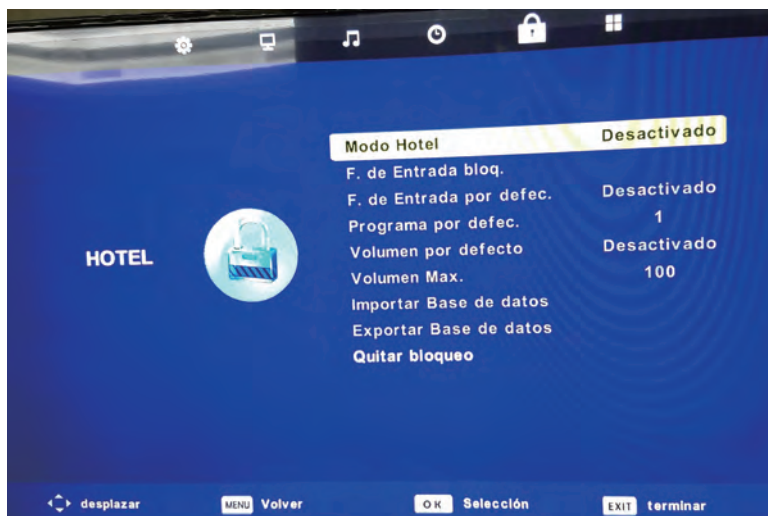 Modo Hotel Desactivado
F. de Entrada bloq.
F. de Entrada por defec. Desactivado
Programa por defec. 1
Volumen por defecto Desactivado
Volumen Max. 100
Importar Base de datos
Exportar Base de datos
Quitar bloqueo
HOTEL
desplazar MENU Volver OK Selección EXIT terminar